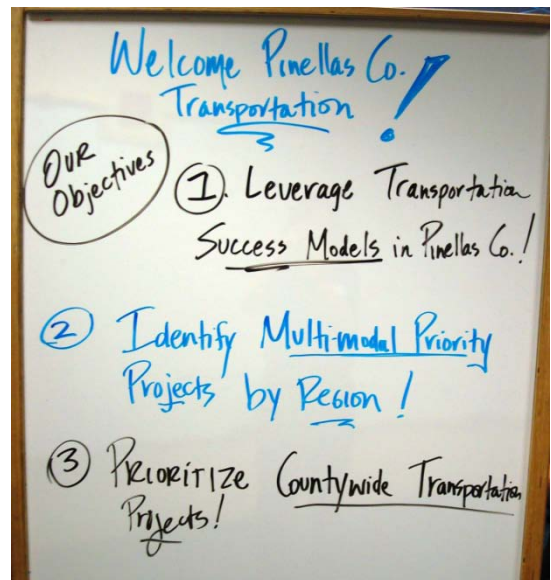 Welcome Pinellas Co.
Transportation !
OUR
Objectives
1. Leverage Transportation
Success Models in Pinellas Co.!
2 Identify Multi-modal Priority
Projects by Region!
3 PRIORITIZE Countywide Transportation
Projects!